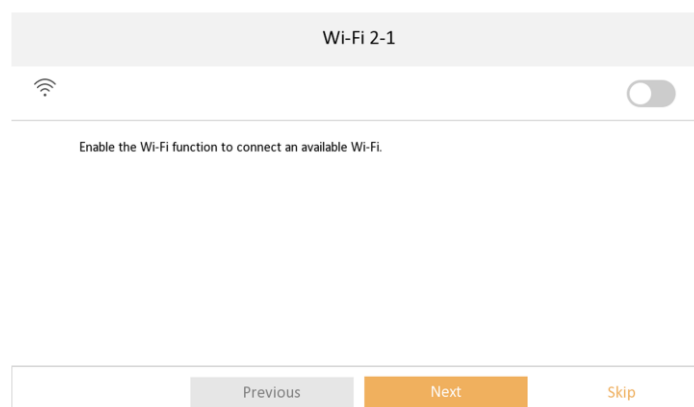 Wi-Fi 2-1
Enable the Wi-Fi function to connect an available Wi-Fi.
Previous
Next
Skip